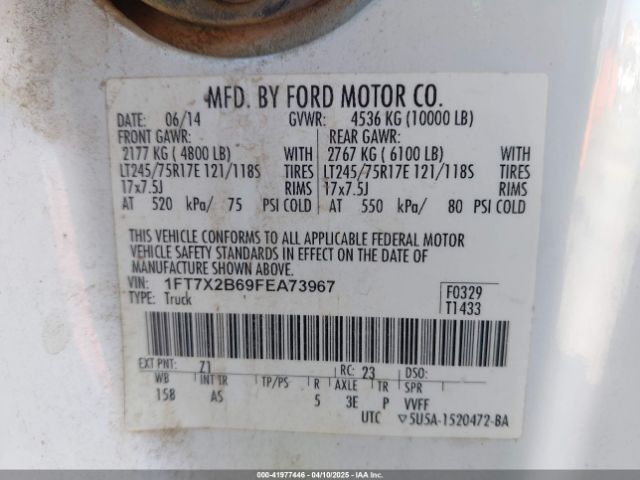 MFD. BY FORD MOTOR CO.
DATE: 06/14 GVWR: 4536 KG (10000 LB)
FRONT GAWR: REAR GAWR:
2177 KG ( 4800 LB) WITH 2767 KG ( 6100 LB) WITH
LT245/75R17E 121/118S TIRES LT245/75R17E 121/118S TIRES
17x7.5J RIMS 17x7.5J RIMS
AT 520 kPa/ 75 PSI COLD AT 550 kPa/ 80 PSI COLD
THIS VEHICLE CONFORMS TO ALL APPLICABLE FEDERAL MOTOR
VEHICLE SAFETY STANDARDS IN EFFECT ON THE DATE OF
MANUFACTURE SHOWN ABOVE.
VIN: 1FT7X2B69FEA73967 F0329
TYPE: Truck T1433
EXT PNT: Z1 RC: 23 DSO:
WB INT TR TP/PS R AXLE TR SPR
158 AS 5 3E P VVFF
UTC ▽5U5A-1520472-BA
000-41977446 - 04/10/2025 - COPYRIGHT IAA, LLC.